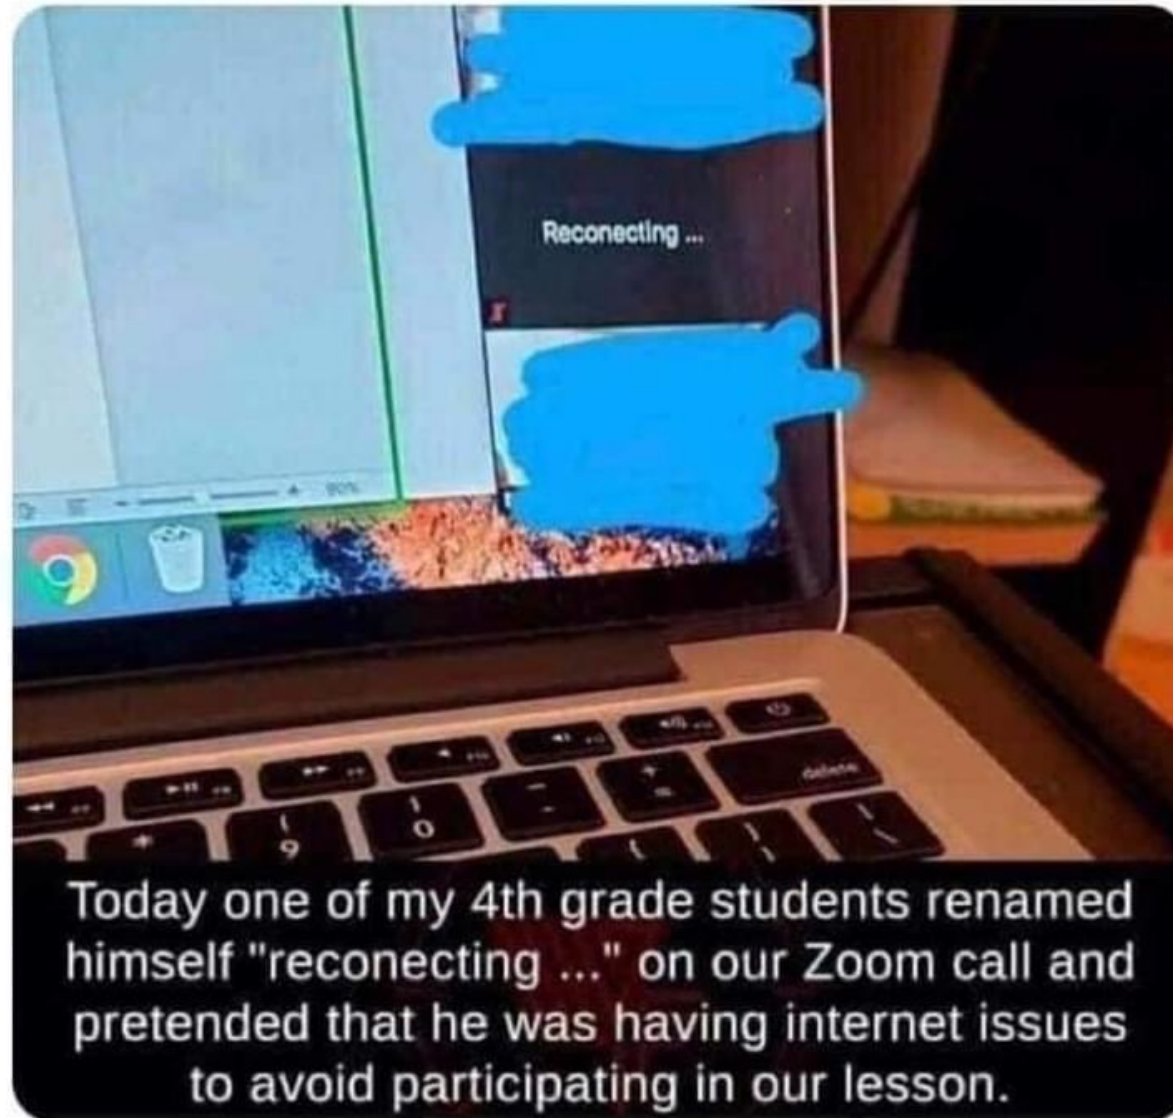 Reconecting ...
90%
delete
9
0
Today one of my 4th grade students renamed
himself "reconecting ..." on our Zoom call and
pretended that he was having internet issues
to avoid participating in our lesson.